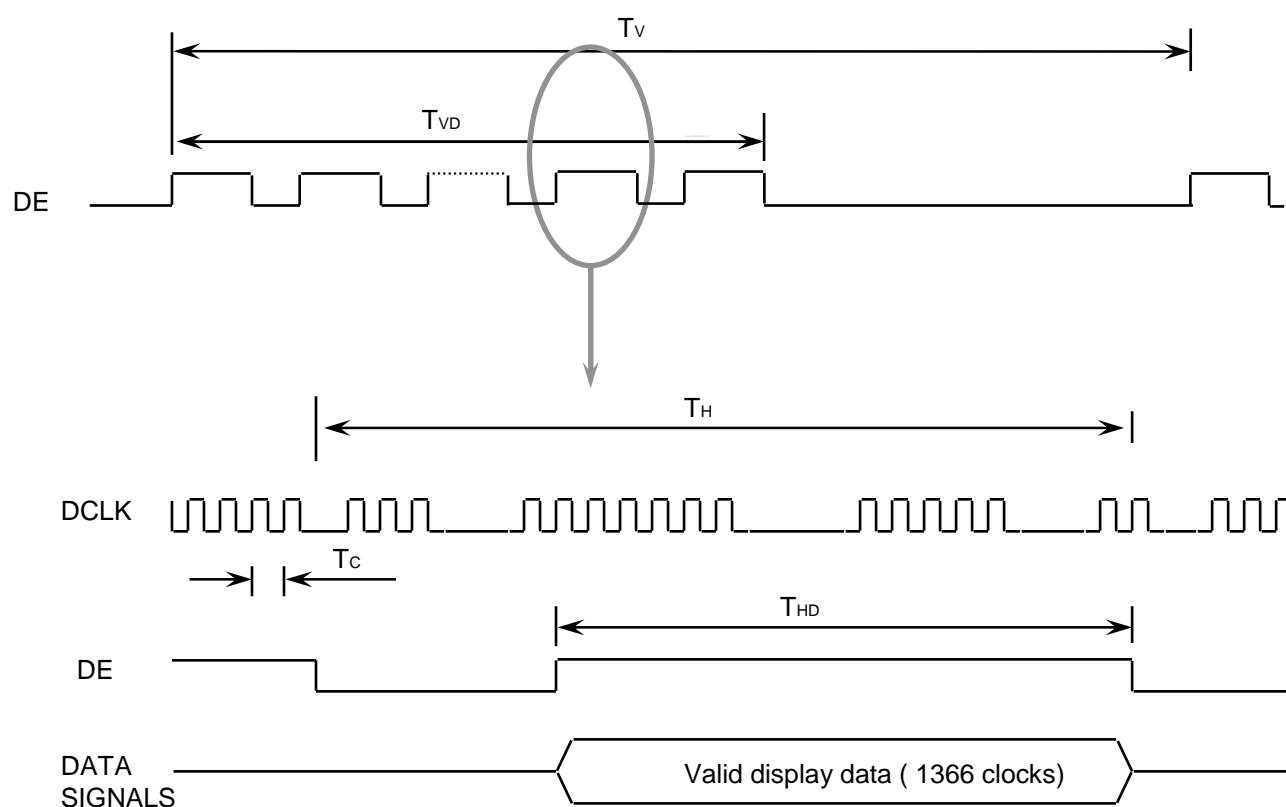 TV
TVD
DE
TH
DCLK
TC
THD
DE
DATA
SIGNALS
Valid display data ( 1366 clocks)